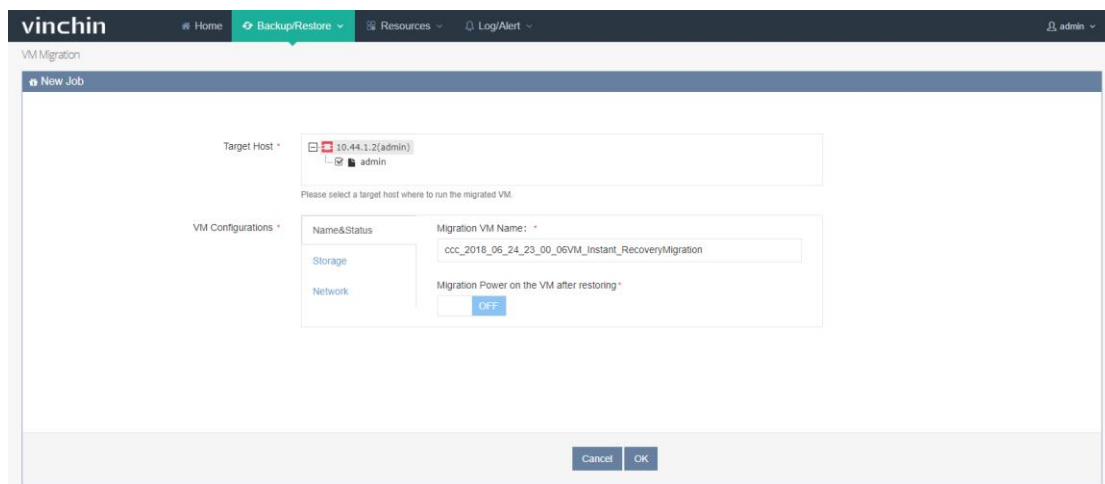 vinchin
Home
Backup/Restore
Resources
Log/Alert
admin
VM Migration
New Job
Target Host *
10.44.1.2(admin)
admin
Please select a target host where to run the migrated VM.
VM Configurations *
Name&Status
Storage
Network
Migration VM Name: *
ccc_2018_06_24_23_00_06VM_Instant_RecoveryMigration
Migration Power on the VM after restoring*
OFF
Cancel
OK